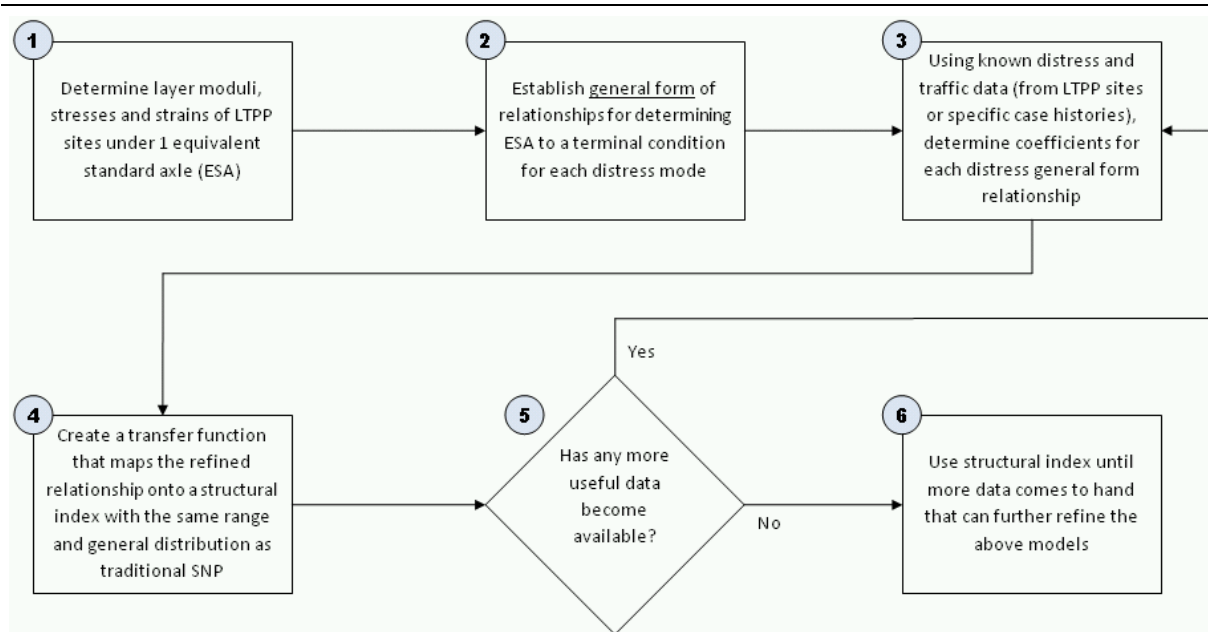 1
Determine layer moduli,
stresses and strains of LTPP
sites under 1 equivalent
standard axle (ESA)
2
Establish general form of
relationships for determining
ESA to a terminal condition
for each distress mode
3
Using known distress and
traffic data (from LTPP sites
or specific case histories),
determine coefficients for
each distress general form
relationship
4
Create a transfer function
that maps the refined
relationship onto a structural
index with the same range
and general distribution as
traditional SNP
5
Has any more
useful data
become
available?
Yes
No
6
Use structural index until
more data comes to hand
that can further refine the
above models